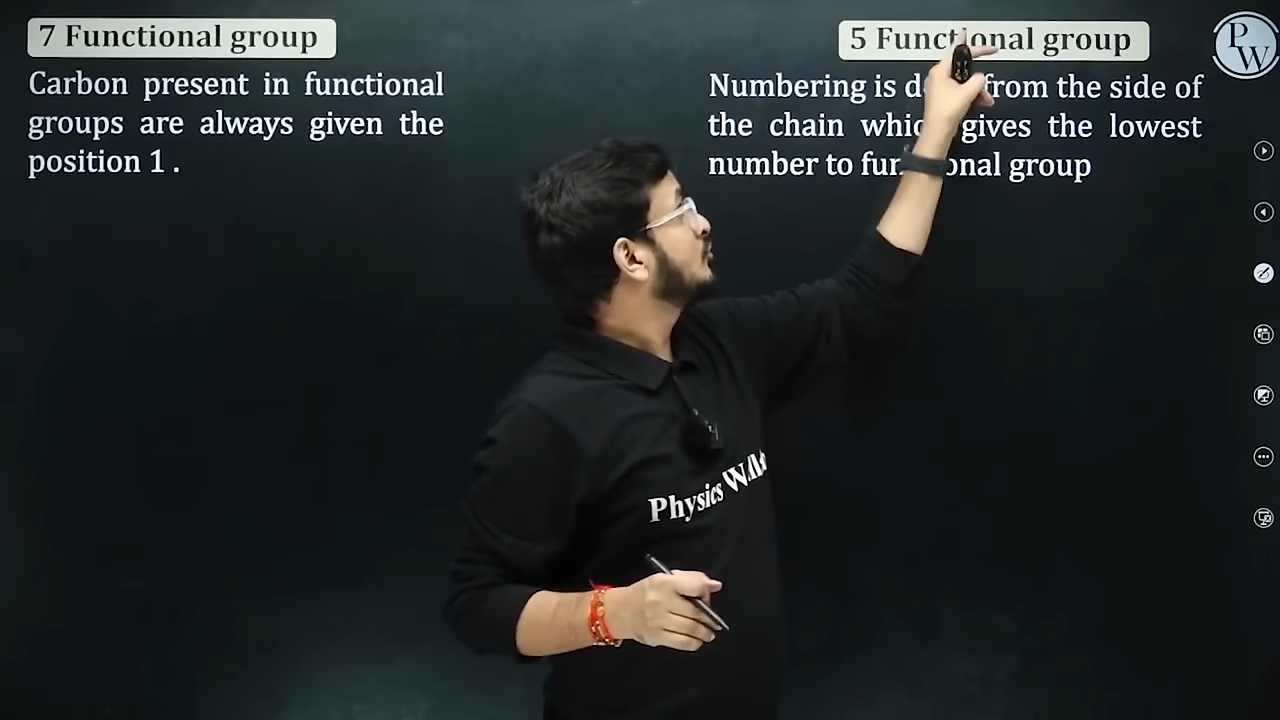 7 Functional group
Carbon present in functional
groups are always given the
position 1 .
5 Functional group
Numbering is from the side of
the chain gives the lowest
number to group
PW
Physics